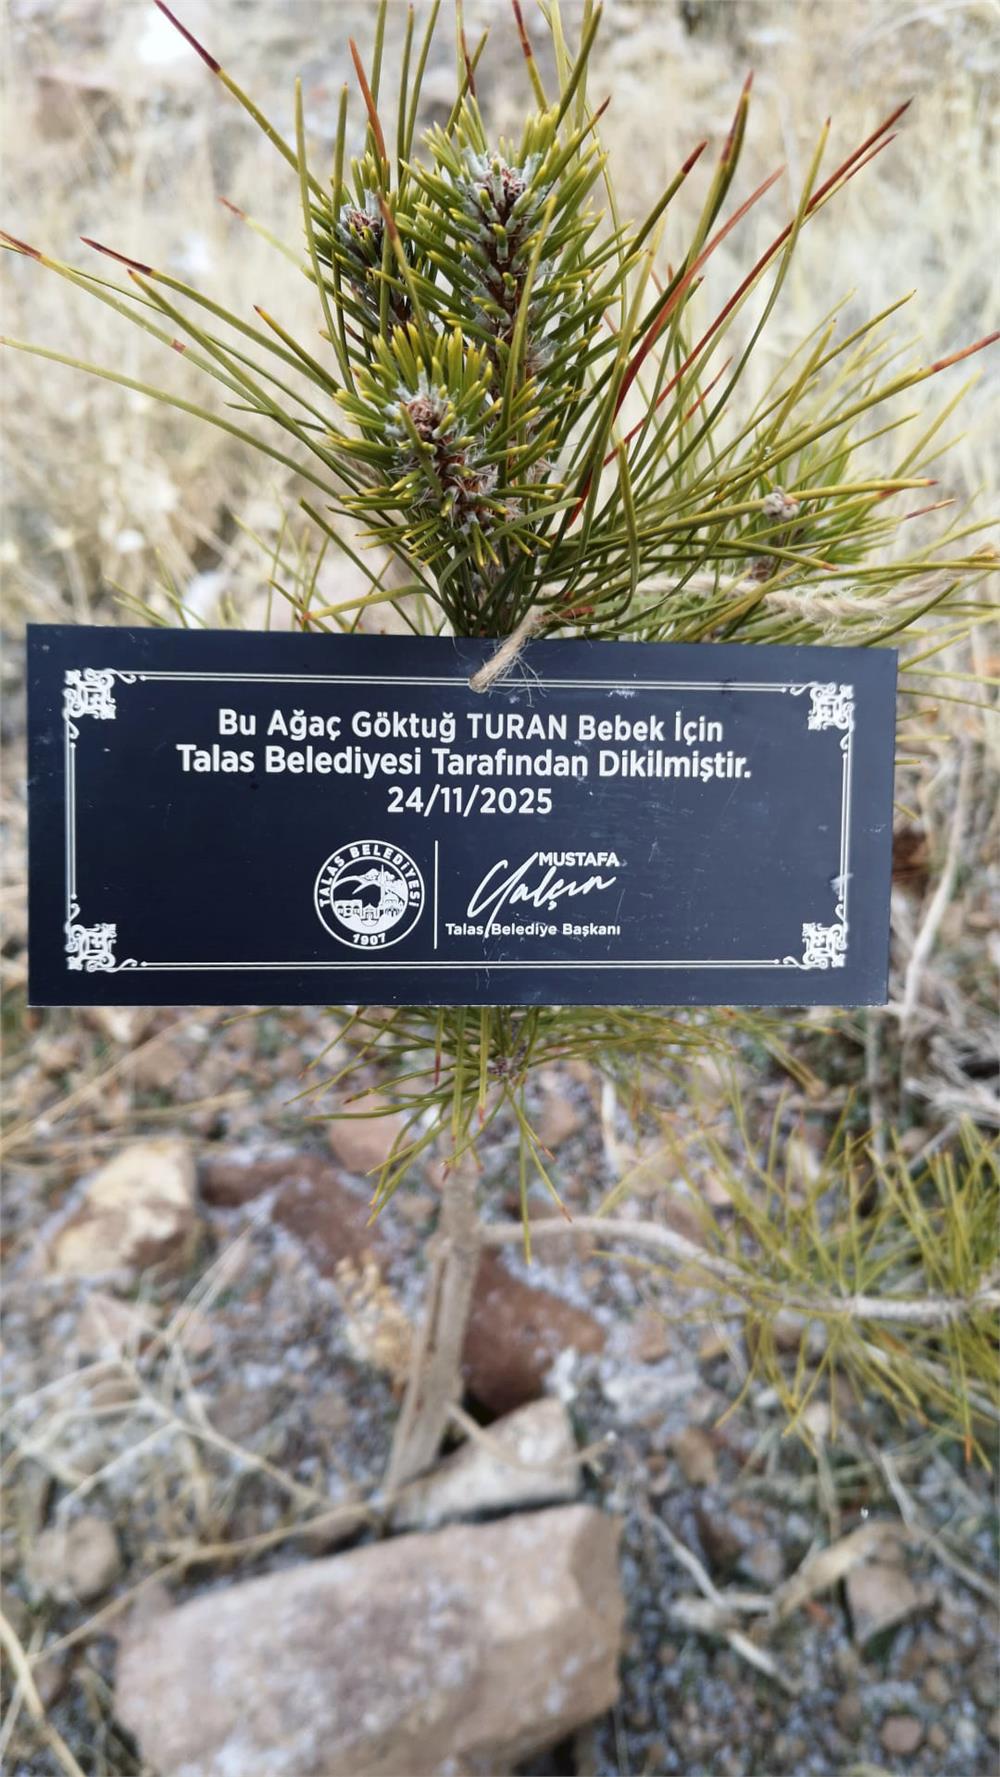 Bu Ağaç Göktuğ TURAN Bebek İçin
Talas Belediyesi Tarafından Dikilmiştir.
24/11/2025
TALAS BELEDİYESİ
1907
MUSTAFA
Yalçın
Talas Belediye Başkanı